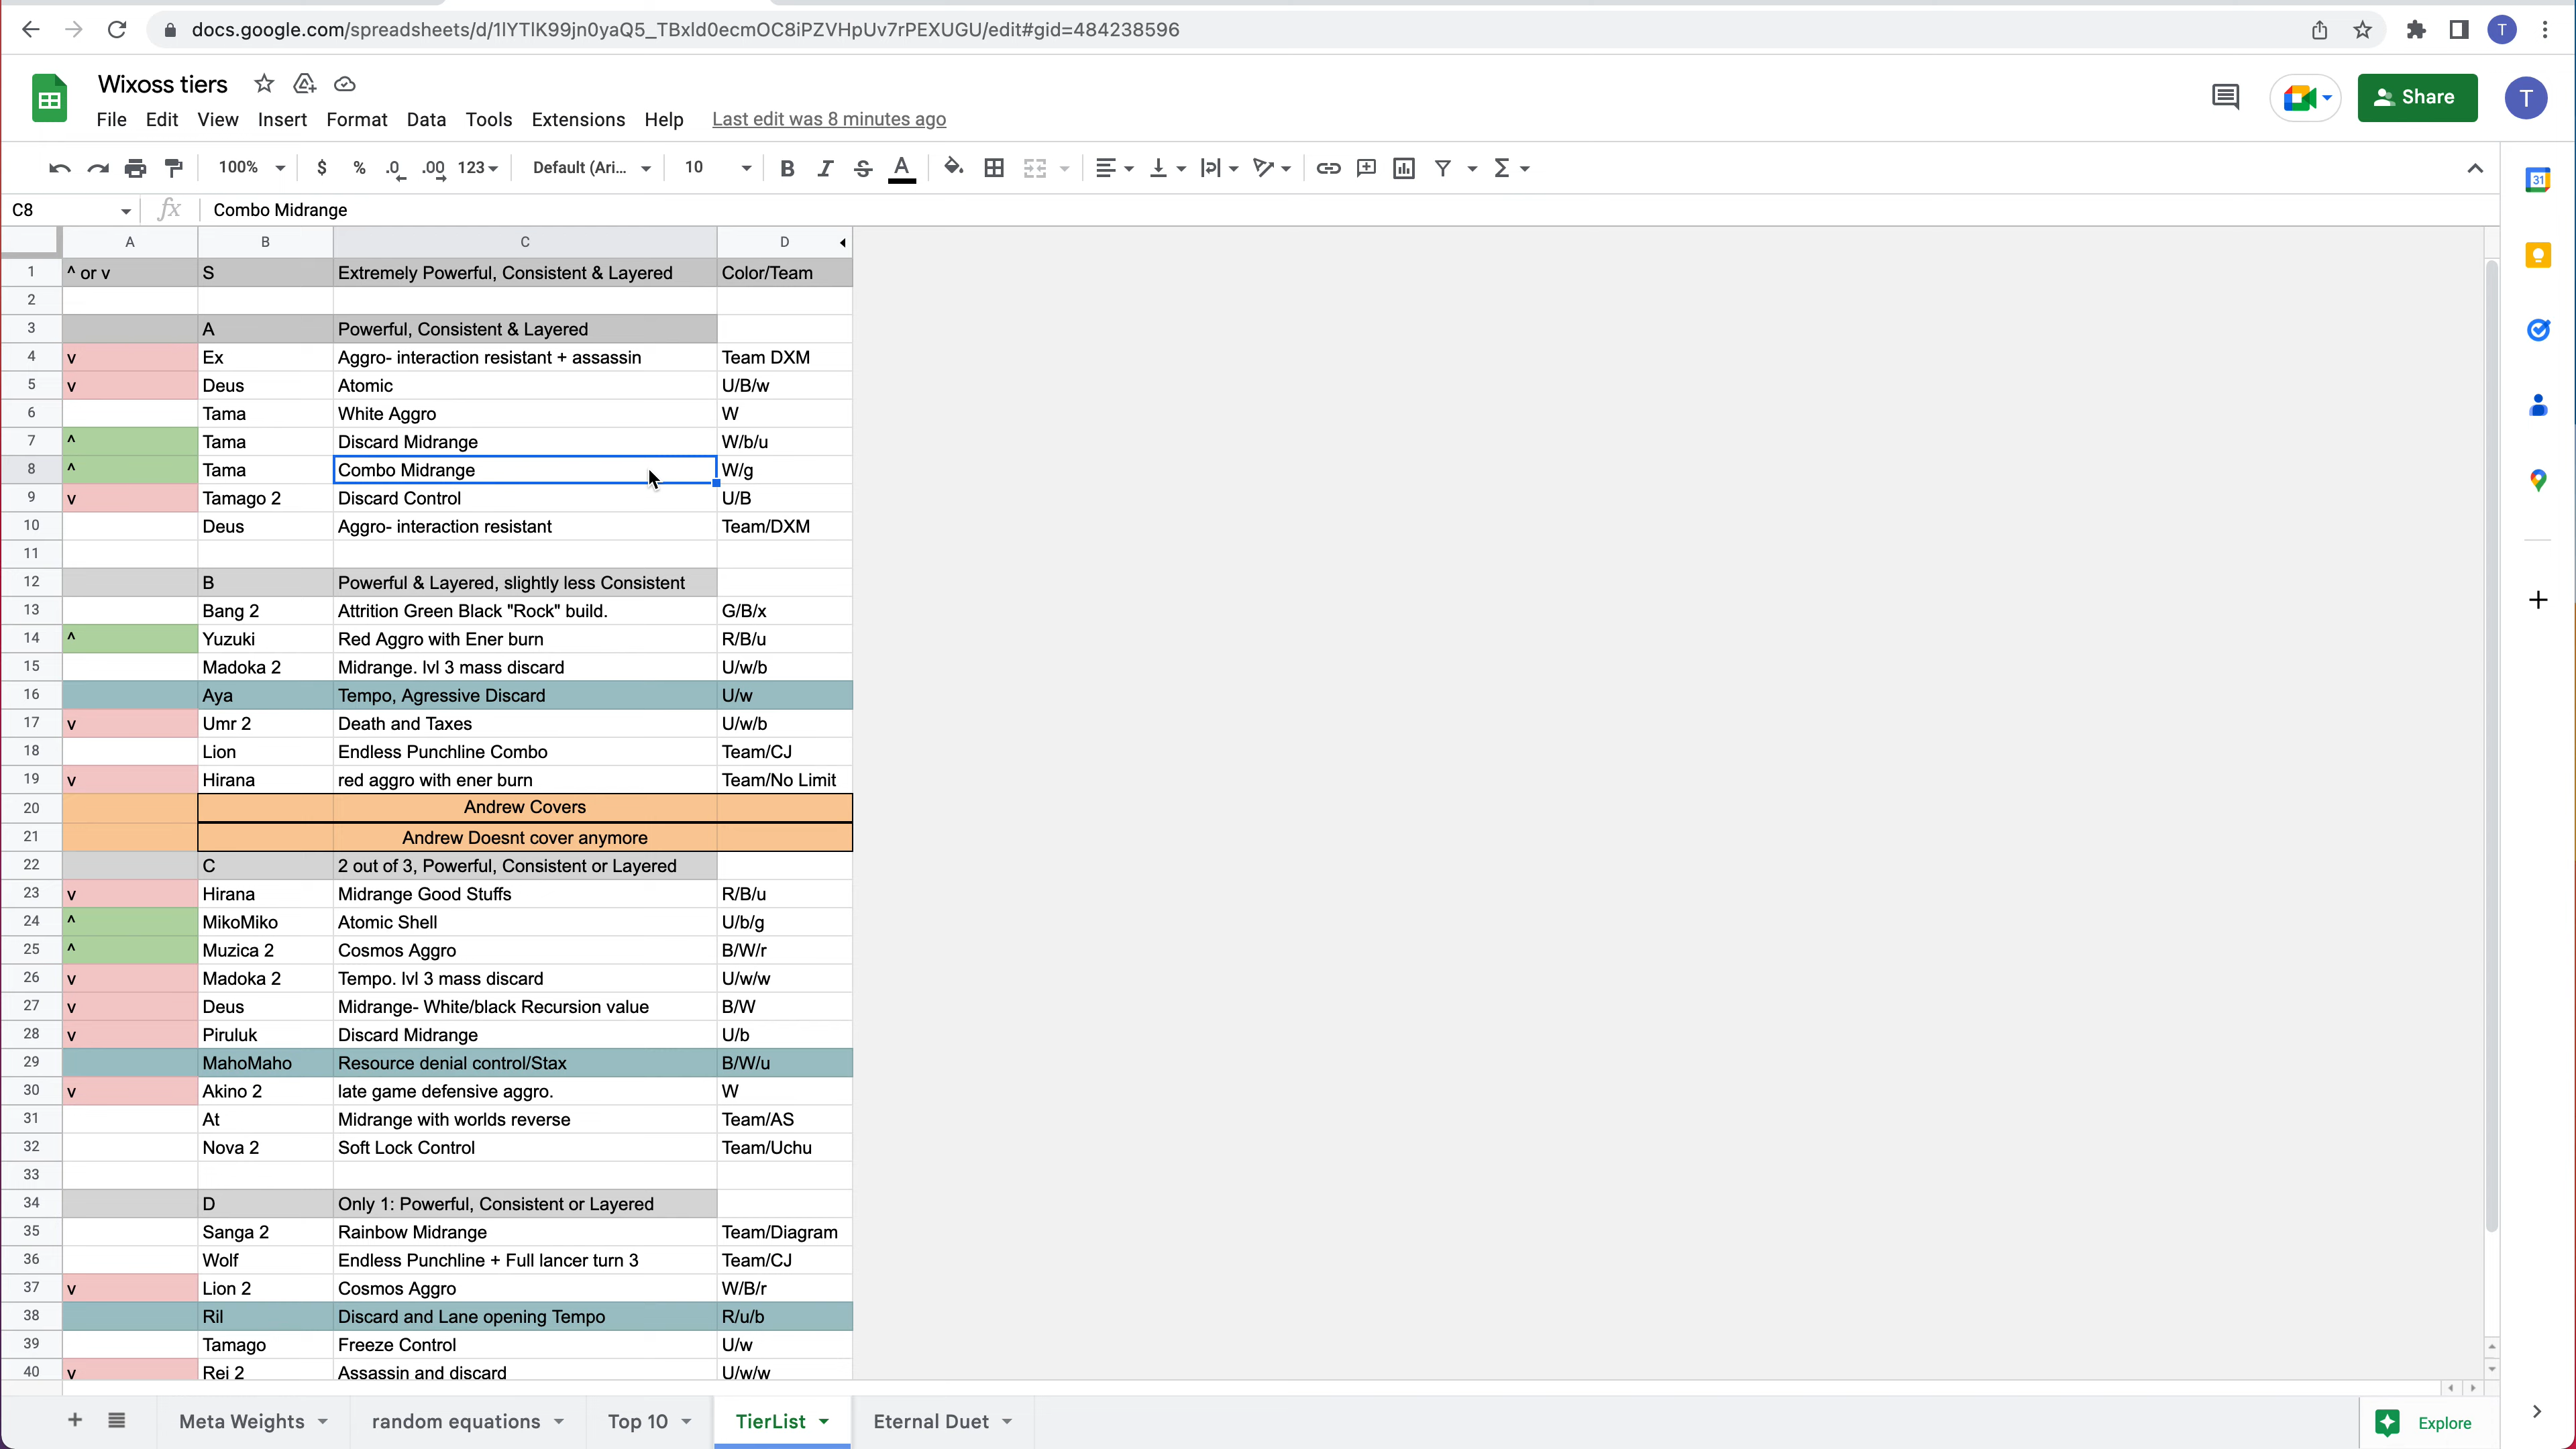 docs.google.com/spreadsheets/d/1lYTlK99jn0yaQ5_TBxld0ecmOC8iPZVHpUv7rPEXUGU/edit#gid=484238596
T
Wixoss tiers
File Edit View Insert Format Data Tools Extensions Help Last edit was 8 minutes ago
Share
T
100% $ % .0 .00 123 Default (Ari... 10 B I S A
31
C8 fx Combo Midrange
A B C D
1 ^ or v S Extremely Powerful, Consistent & Layered Color/Team
2
3 A Powerful, Consistent & Layered
4 v Ex Aggro- interaction resistant + assassin Team DXM
5 v Deus Atomic U/B/w
6 Tama White Aggro W
7 ^ Tama Discard Midrange W/b/u
8 ^ Tama Combo Midrange W/g
9 v Tamago 2 Discard Control U/B
10 Deus Aggro- interaction resistant Team/DXM
11
12 B Powerful & Layered, slightly less Consistent
13 Bang 2 Attrition Green Black "Rock" build. G/B/x
14 ^ Yuzuki Red Aggro with Ener burn R/B/u
15 Madoka 2 Midrange. lvl 3 mass discard U/w/b
16 Aya Tempo, Agressive Discard U/w
17 v Umr 2 Death and Taxes U/w/b
18 Lion Endless Punchline Combo Team/CJ
19 v Hirana red aggro with ener burn Team/No Limit
20 Andrew Covers
21 Andrew Doesnt cover anymore
22 C 2 out of 3, Powerful, Consistent or Layered
23 v Hirana Midrange Good Stuffs R/B/u
24 ^ MikoMiko Atomic Shell U/b/g
25 ^ Muzica 2 Cosmos Aggro B/W/r
26 v Madoka 2 Tempo. lvl 3 mass discard U/w/w
27 v Deus Midrange- White/black Recursion value B/W
28 v Piruluk Discard Midrange U/b
29 MahoMaho Resource denial control/Stax B/W/u
30 v Akino 2 late game defensive aggro. W
31 At Midrange with worlds reverse Team/AS
32 Nova 2 Soft Lock Control Team/Uchu
33
34 D Only 1: Powerful, Consistent or Layered
35 Sanga 2 Rainbow Midrange Team/Diagram
36 Wolf Endless Punchline + Full lancer turn 3 Team/CJ
37 v Lion 2 Cosmos Aggro W/B/r
38 Ril Discard and Lane opening Tempo R/u/b
39 Tamago Freeze Control U/w
40 v Rei 2 Assassin and discard U/w/w
Meta Weights random equations Top 10 TierList Eternal Duet Explore